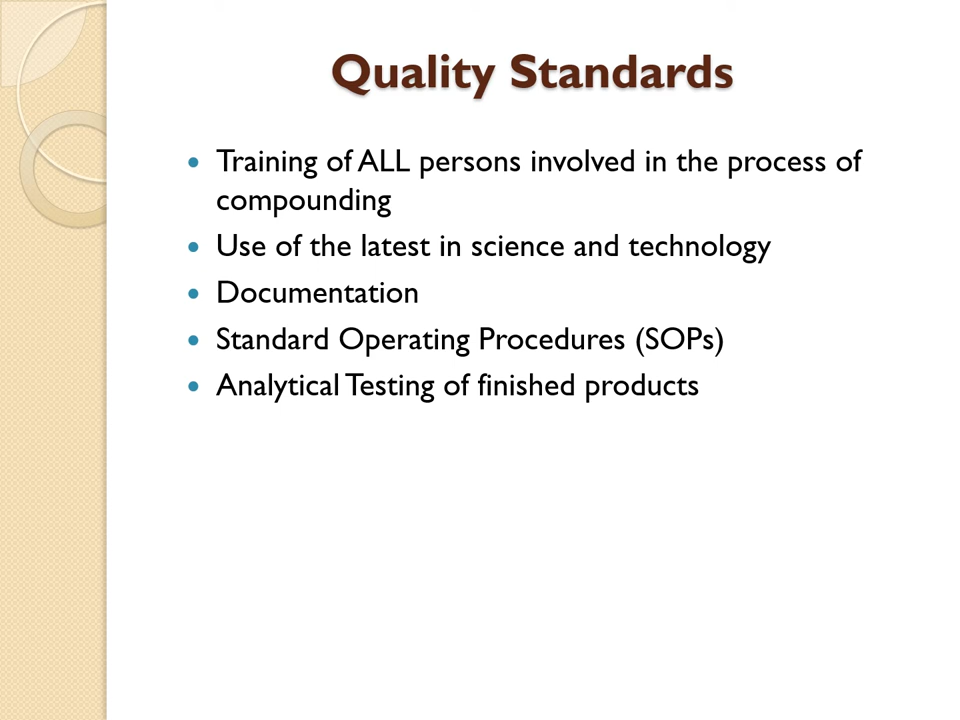 Quality Standards
• Training of ALL persons involved in the process of
compounding
• Use of the latest in science and technology
• Documentation
• Standard Operating Procedures (SOPs)
• Analytical Testing of finished products